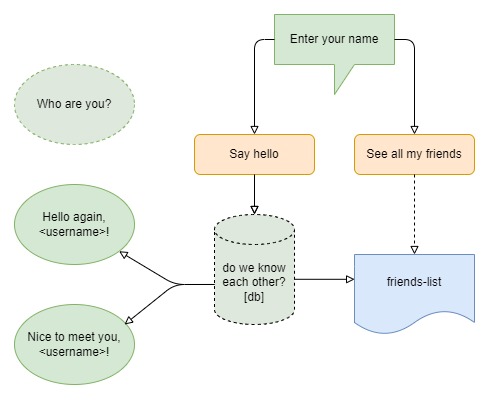 Enter your name
Who are you?
Say hello
See all my friends
Hello again,
<username>!
do we know
each other?
[db]
friends-list
Nice to meet you,
<username>!